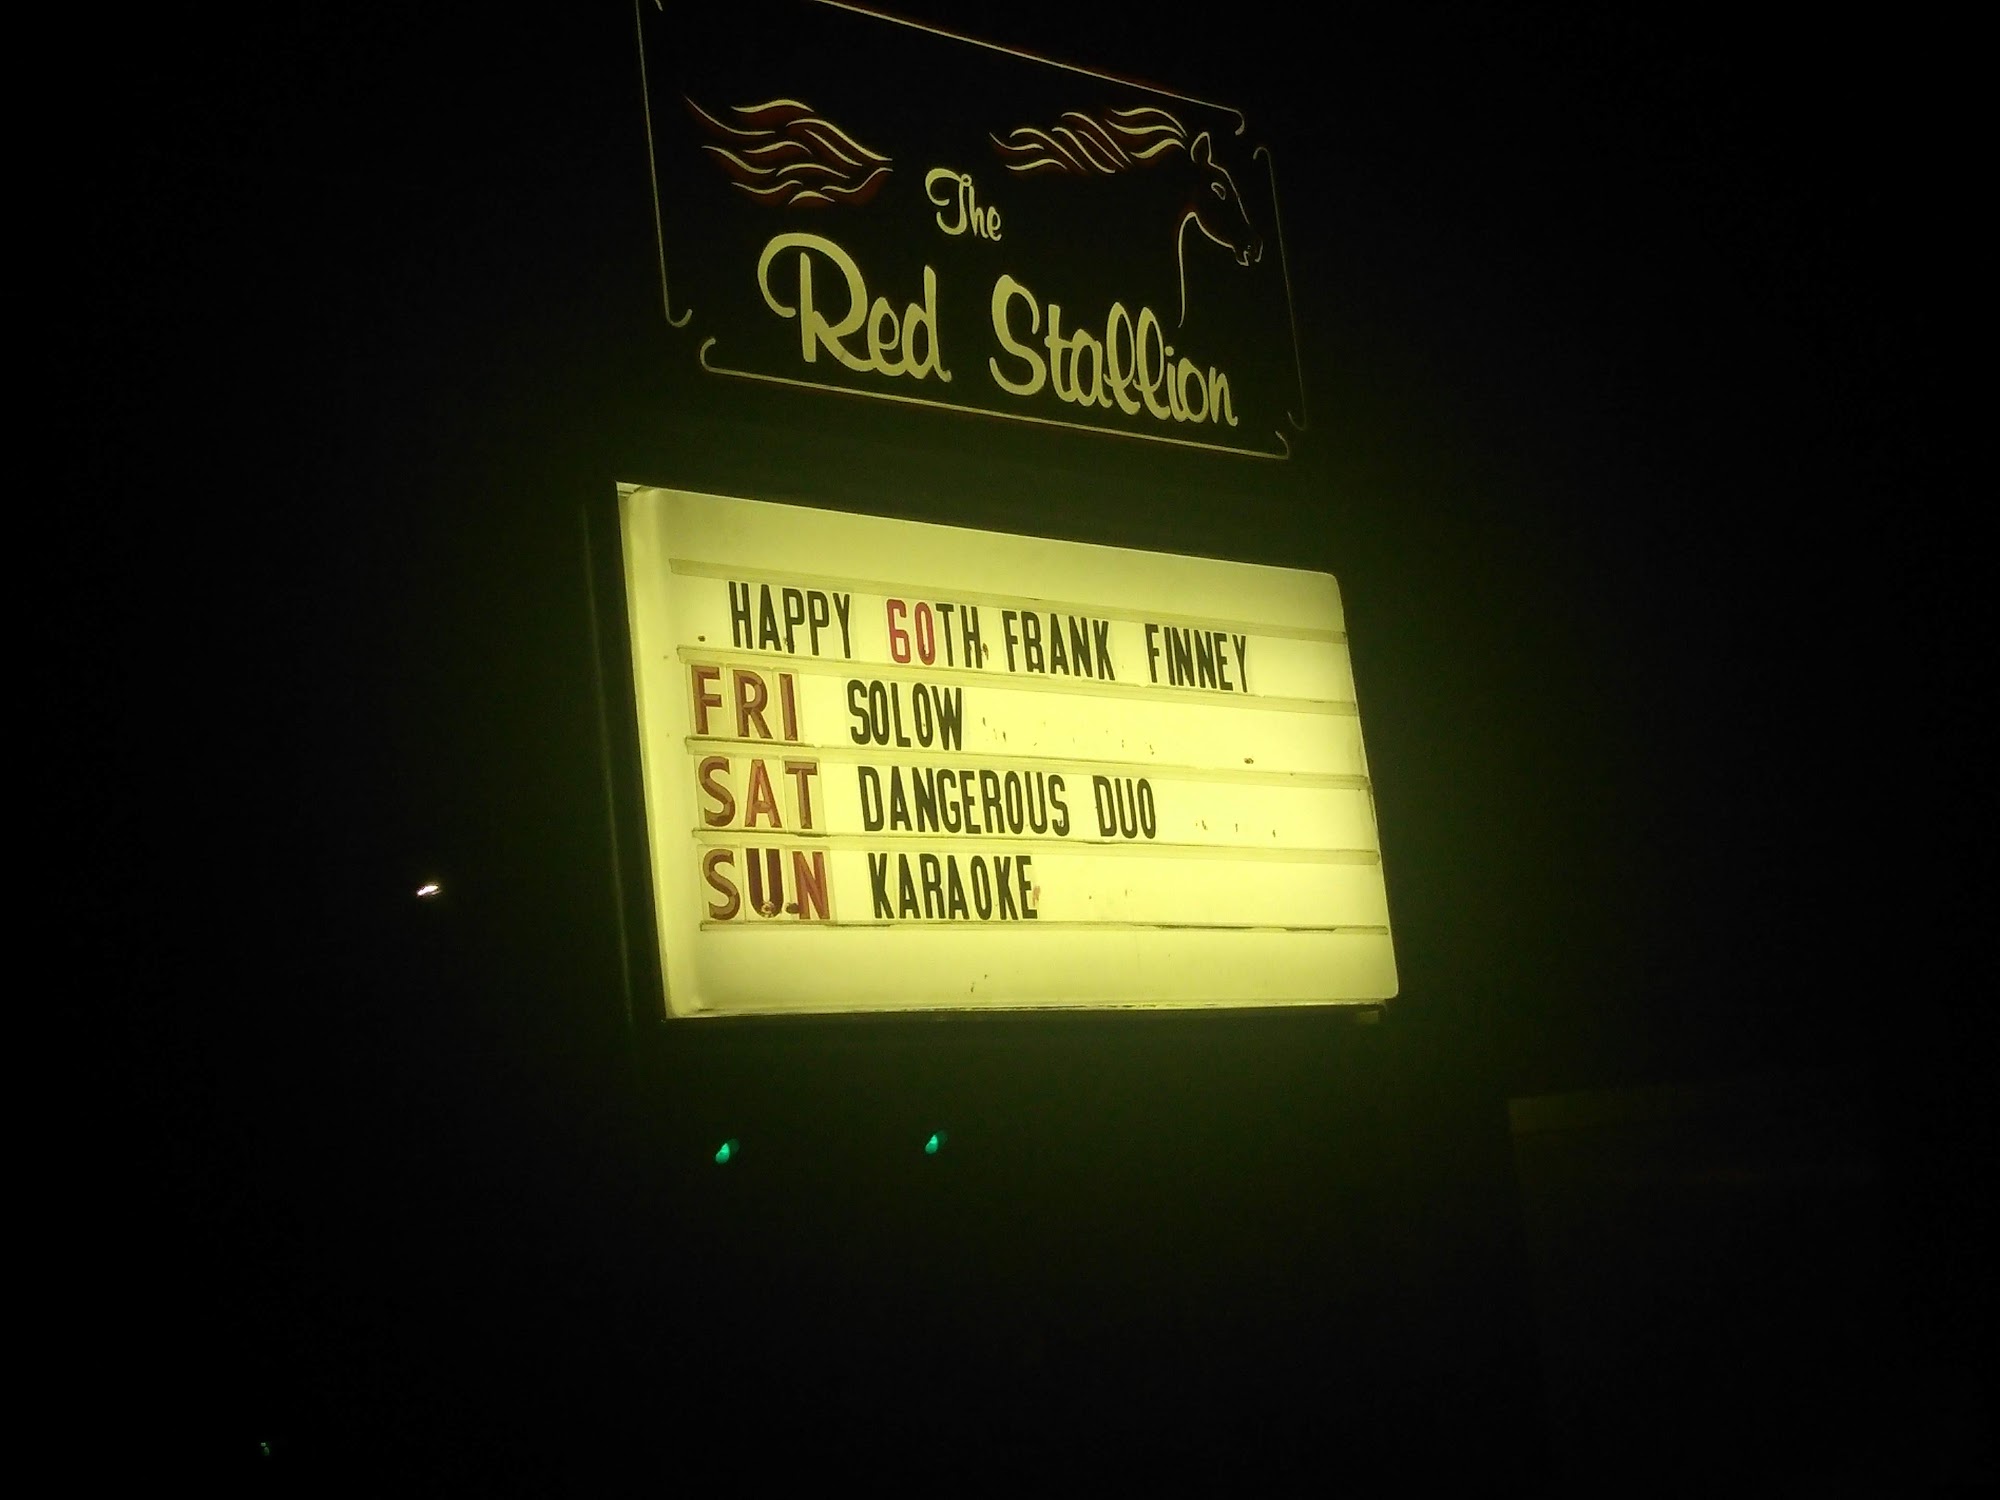 The
Red Stallion
HAPPY 60TH FRANK FINNEY
FRI SOLOW
SAT DANGEROUS DUO
SUN KARAOKE